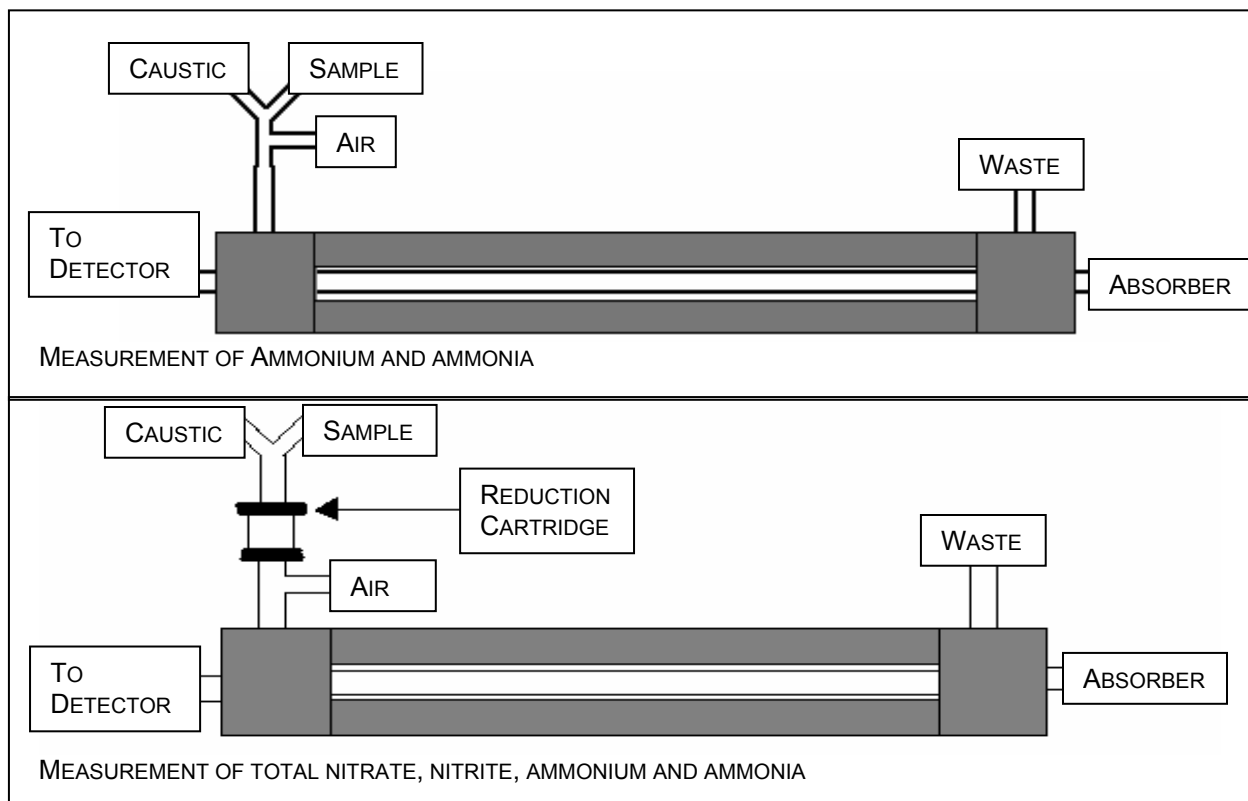 CAUSTIC
SAMPLE
AIR
WASTE
TO
DETECTOR
ABSORBER
MEASUREMENT OF AMMONIUM AND AMMONIA
CAUSTIC
SAMPLE
REDUCTION
CARTRIDGE
WASTE
AIR
TO
DETECTOR
ABSORBER
MEASUREMENT OF TOTAL NITRATE, NITRITE, AMMONIUM AND AMMONIA